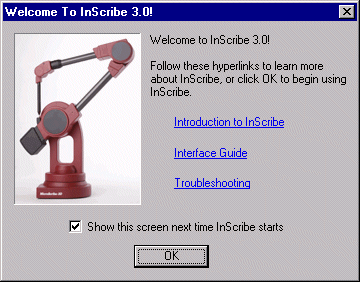 Welcome To InScribe 3.0!
Welcome to InScribe 3.0!
Follow these hyperlinks to learn more
about InScribe, or click OK to begin using
InScribe.
Introduction to InScribe
Interface Guide
Troubleshooting
MicroScribe-3D
Show this screen next time InScribe starts
OK